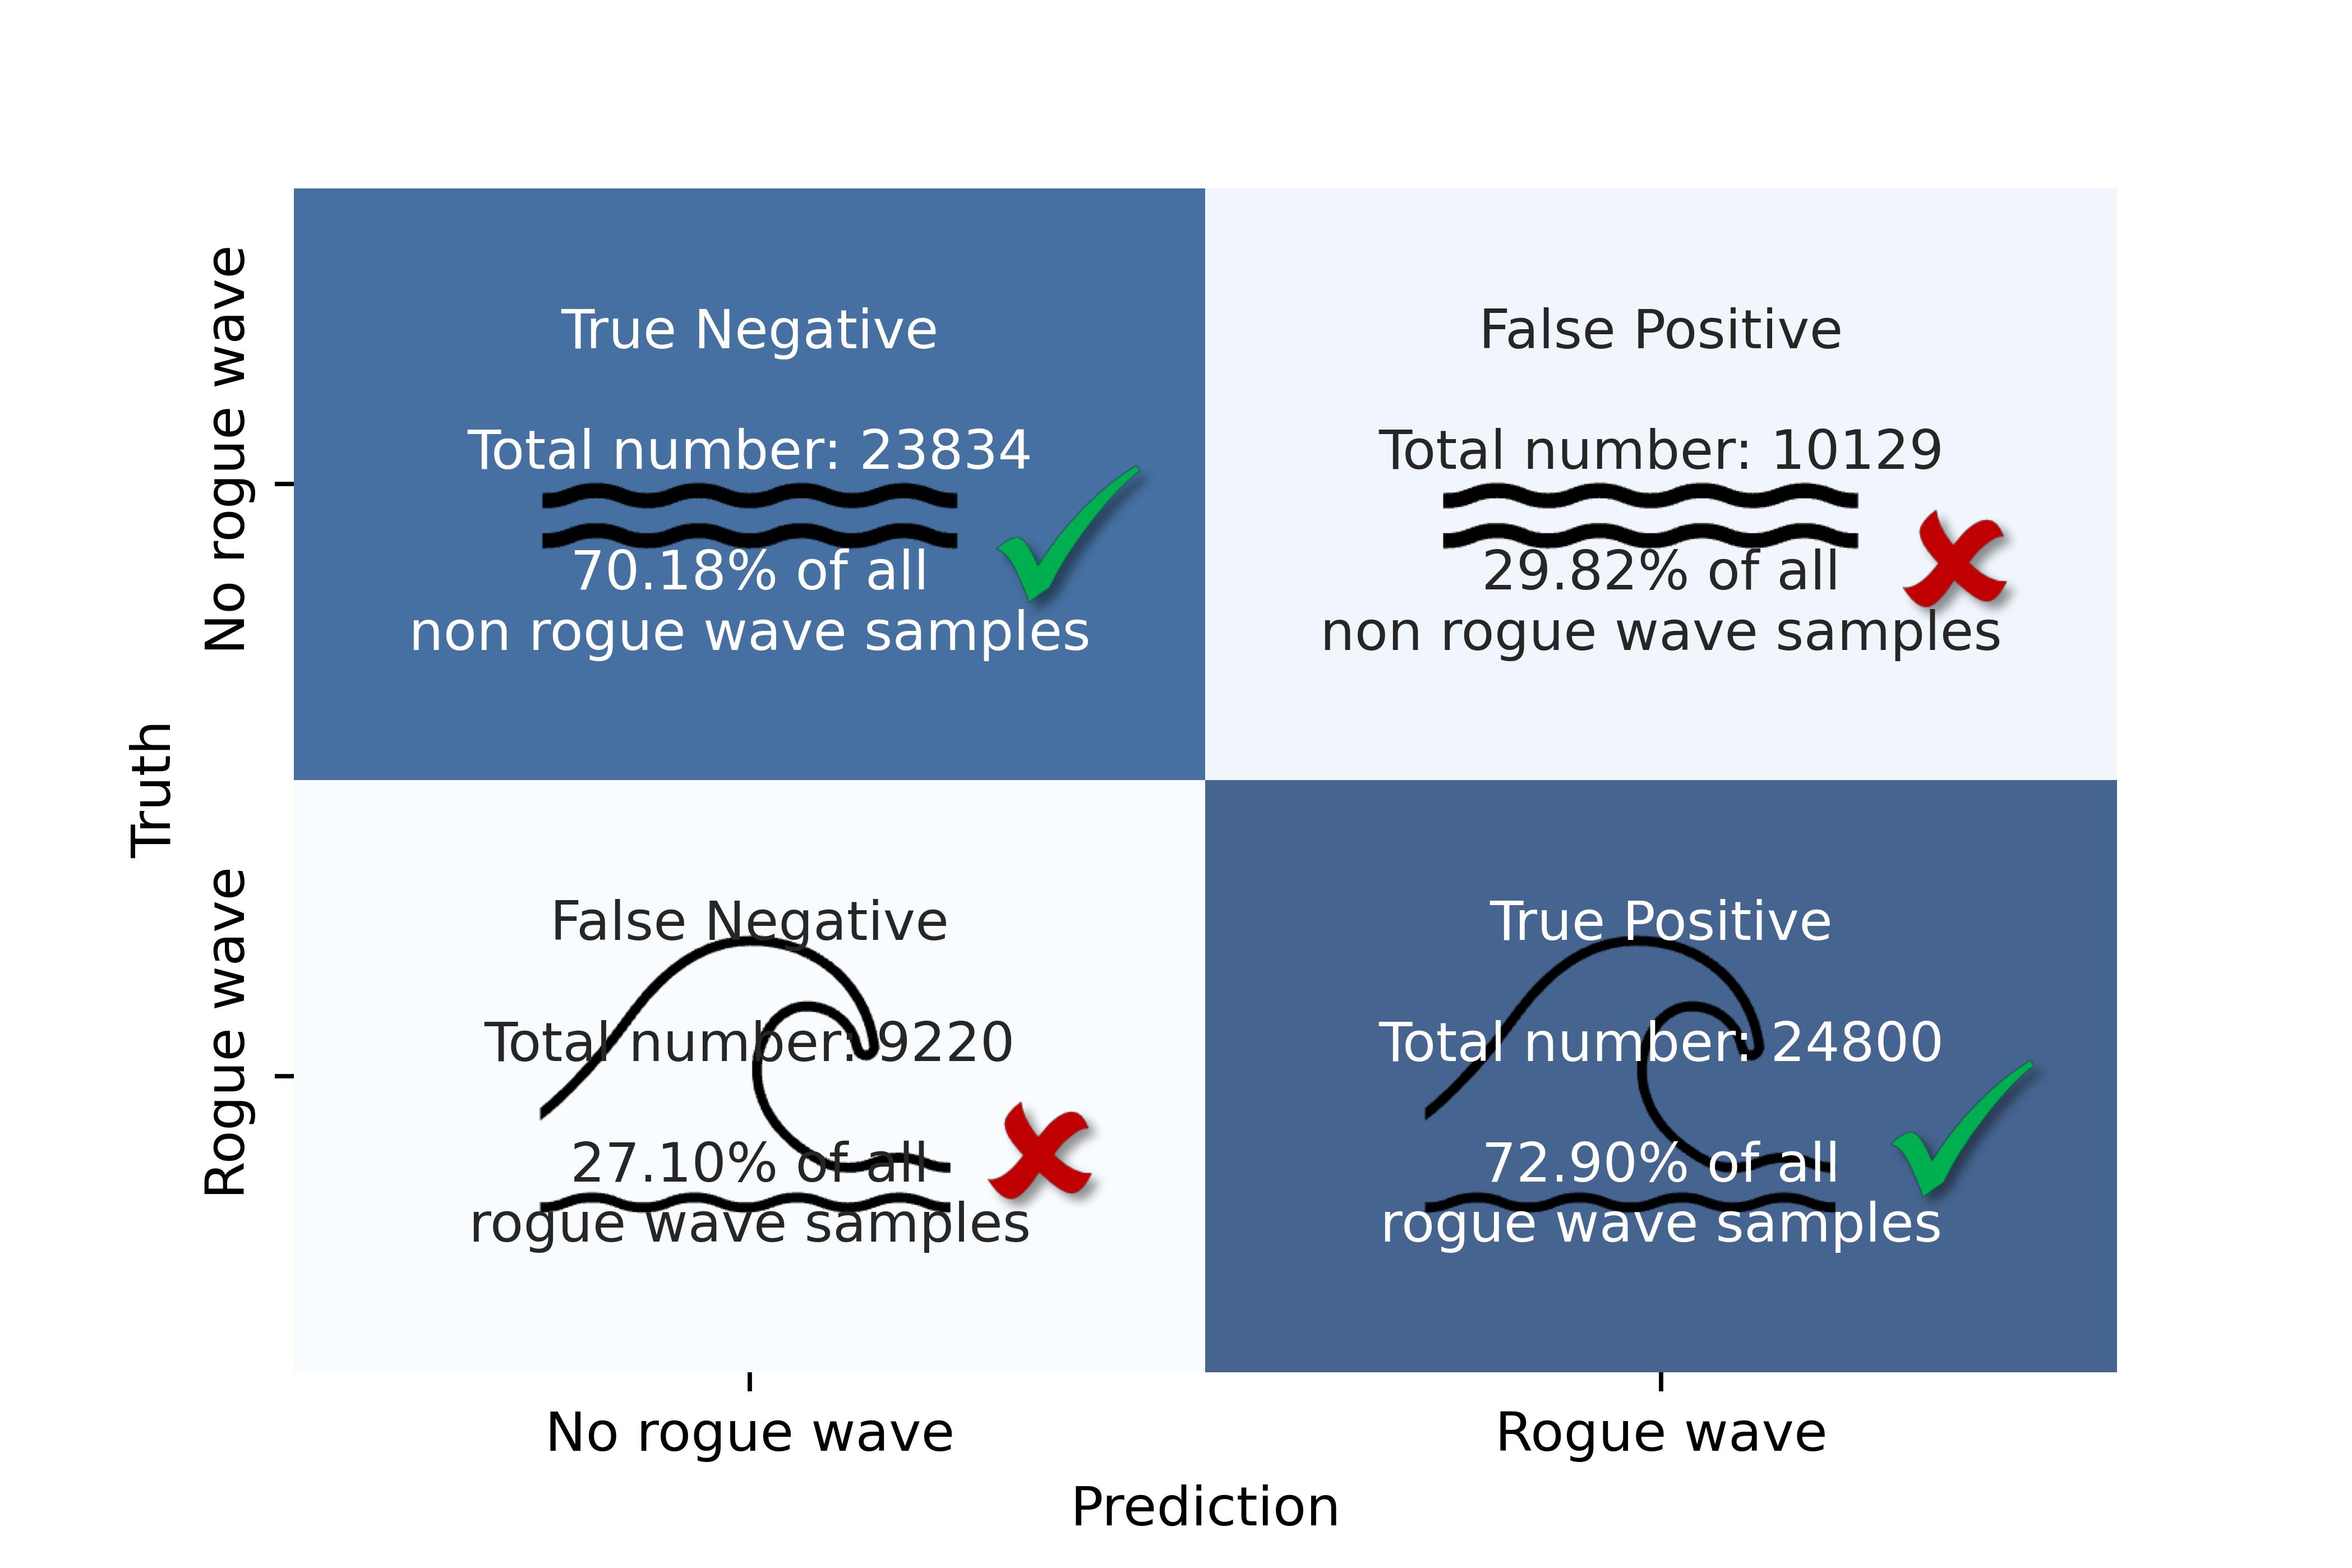 No rogue wave
True Negative
Total number: 23834
70.18% of all
non rogue wave samples
False Positive
Total number: 10129
29.82% of all
non rogue wave samples
Truth
Rogue wave
False Negative
Total number: 9220
27.10% of all
rogue wave samples
True Positive
Total number: 24800
72.90% of all
rogue wave samples
No rogue wave
Rogue wave
Prediction